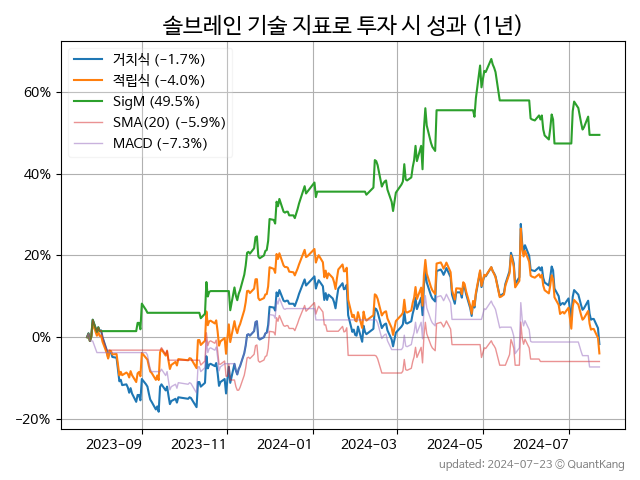 솔브레인 기술 지표로 투자 시 성과 (1년)
거치식 (−1.7%)
적립식 (−4.0%)
SigM (49.5%)
SMA(20) (−5.9%)
MACD (−7.3%)
60%
40%
20%
0%
−20%
2023-09 2023-11 2024-01 2024-03 2024-05 2024-07
updated: 2024-07-23 © QuantKang